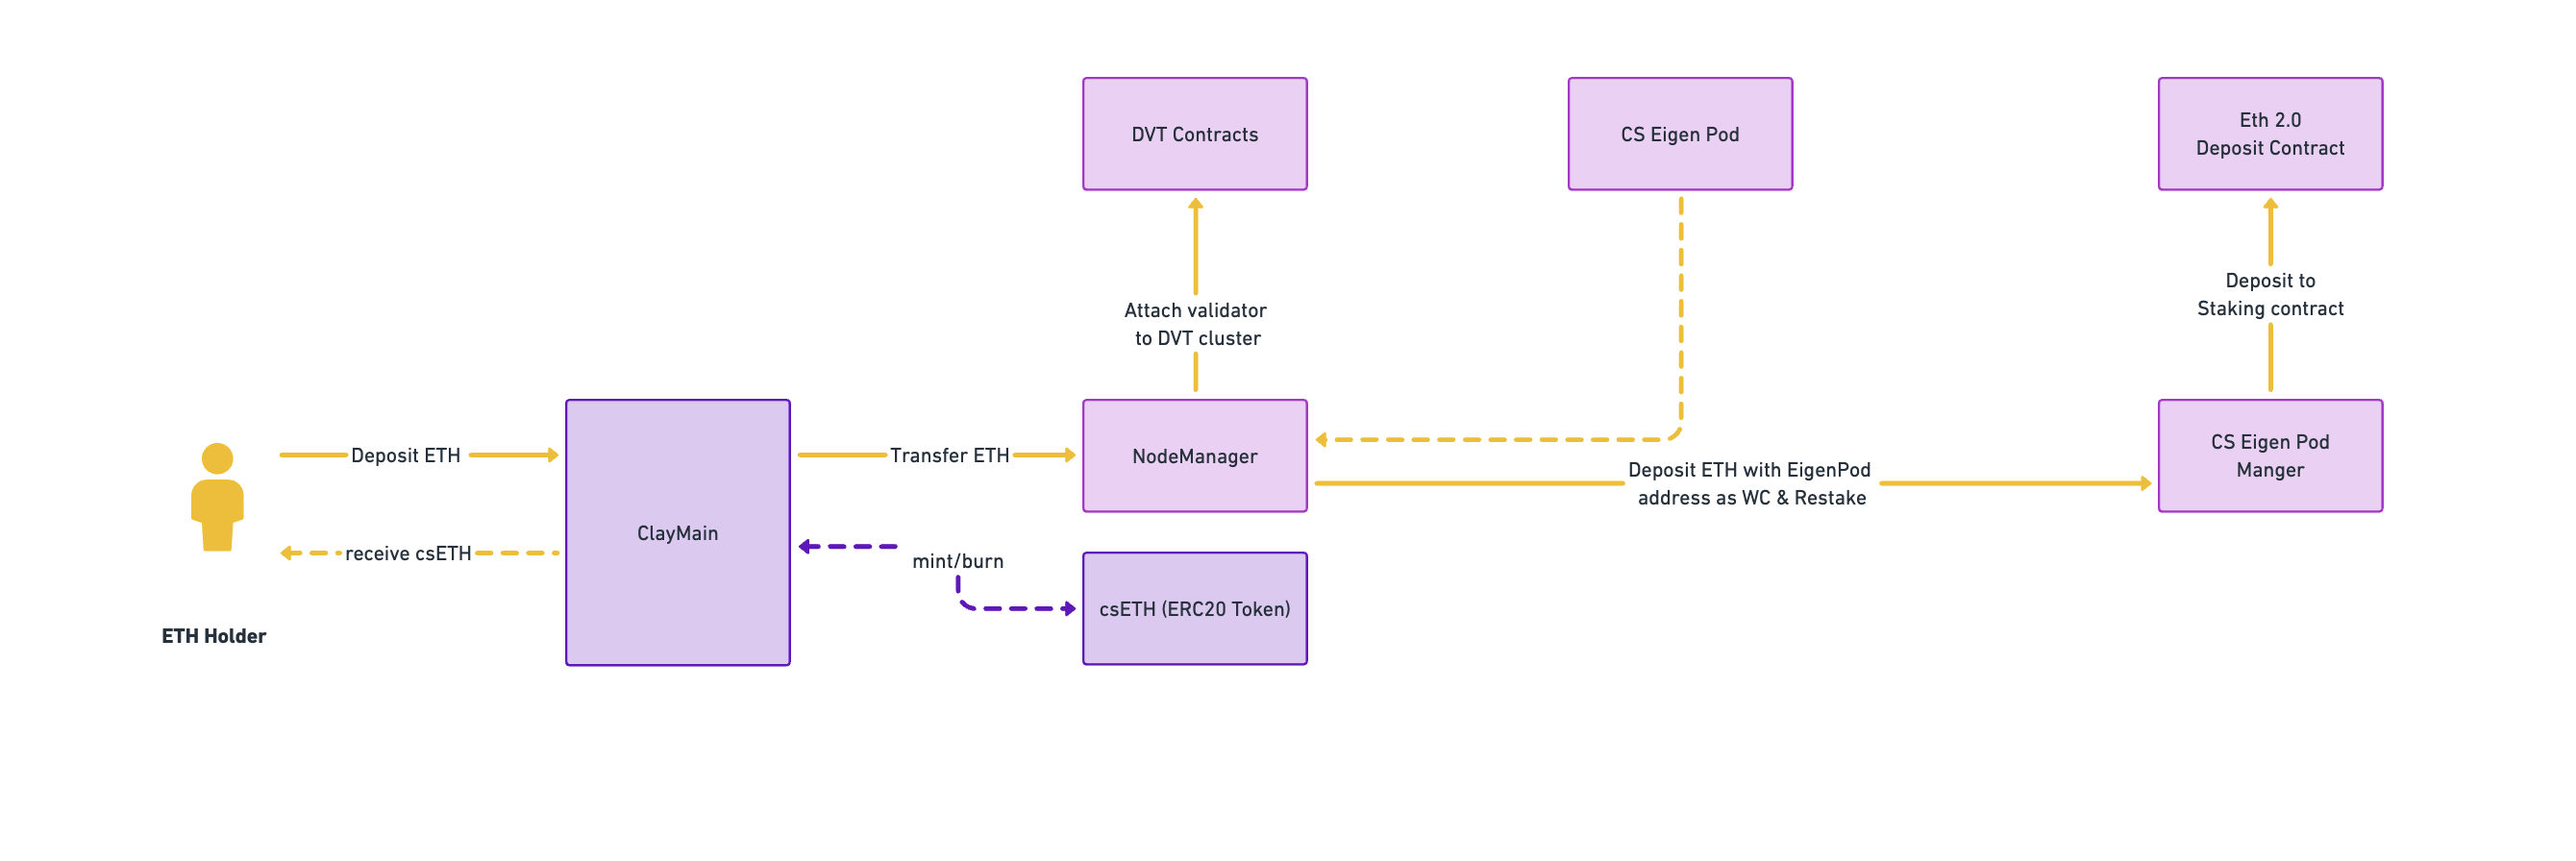 DVT Contracts
CS Eigen Pod
Eth 2.0
Deposit Contract
Attach validator
to DVT cluster
Deposit to
Staking contract
Deposit ETH
receive csETH
ETH Holder
ClayMain
Transfer ETH
NodeManager
mint/burn
csETH (ERC20 Token)
Deposit ETH with EigenPod
address as WC & Restake
CS Eigen Pod
Manger